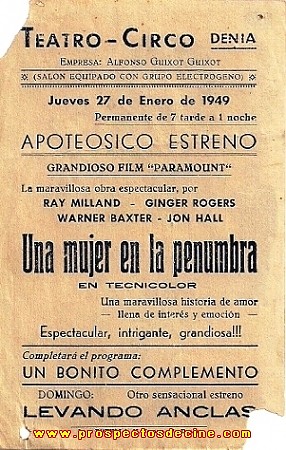 TEATRO-CIRCO DENIA
EMPRESA: ALFONSO GUIXOT GUIXOT
(SALON EQUIPADO CON GRUPO ELECTROGENO)
Jueves 27 de Enero de 1949
Permanente de 7 tarde a 1 noche
APOTEOSICO ESTRENO
GRANDIOSO FILM "PARAMOUNT"
La maravillosa obra espectacular, por
RAY MILLAND - GINGER ROGERS
WARNER BAXTER - JON HALL
Una mujer en la penumbra
EN TECNICOLOR
Una maravillosa historia de amor
— llena de interés y emoción —
Espectacular, intrigante, grandiosa!!!
Completará el programa:
UN BONITO COMPLEMENTO
DOMINGO: Otro sensacional estreno
LEVANDO ANCLAS
www.prospectosdecine.com